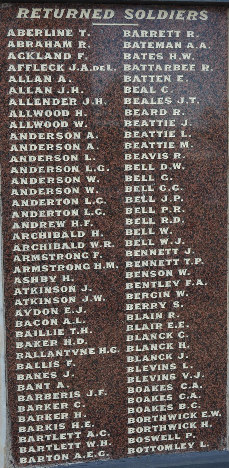 RETURNED SOLDIERS
ABERLINE T.
ABRAHAM R.
ACKLAND F.
AFFLECK J.A. DE L.
ALLAN A.
ALLAN J.H.
ALLENDER J.H.
ALLWOOD H.
ALLWOOD W.
ANDERSON A.
ANDERSON A.
ANDERSON L.
ANDERSON L.G.
ANDERSON W.
ANDERSON W.
ANDERTON L.C.
ANDERTON L.C.
ANDREW H.F.
ARCHIBALD H.
ARCHIBALD W.R.
ARMSTRONG F.
ARMSTRONG H.M.
ASHBY H.
ATKINSON J.
ATKINSON J.W.
AYDON E.J.
BACON A.L.
BAILLIE T.H.
BAKER H.D.
BALLANTYNE H.G.
BALLIS F.
BANES J.
BANT A.
BARBERIS J.F.
BARKER C.
BARKER H.
BARKIS H.E.
BARTLETT A.C.
BARTLETT W.H.
BARTON A.E.C.
BARRETT R.
BATEMAN A.A.
BATES H.W.
BATTARBEE R.
BATTEN E.
BEAL C.
BEALES J.T.
BEARD R.
BEATTIE J.
BEATTIE L.
BEATTIE M.
BEAVIS R.
BELL D.W.
BELL G.
BELL G.C.
BELL J.P.
BELL P.R.
BELL R.D.
BELL W.
BELL W.J.
BENNETT J.
BENNETT T.P.
BENSON W.
BENTLEY F.A.
BERGIN W.
BERRY S.
BLAIN R.
BLAIR E.E.
BLANCK C.
BLANCK H.
BLANCK J.
BLEVINS L.
BLEVINS V.J.
BOAKES C.A.
BOAKES C.A.
BOAKES B.C.
BORTHWICK E.W.
BORTHWICK H.
BOSWELL P.
BOTTOMLEY L.